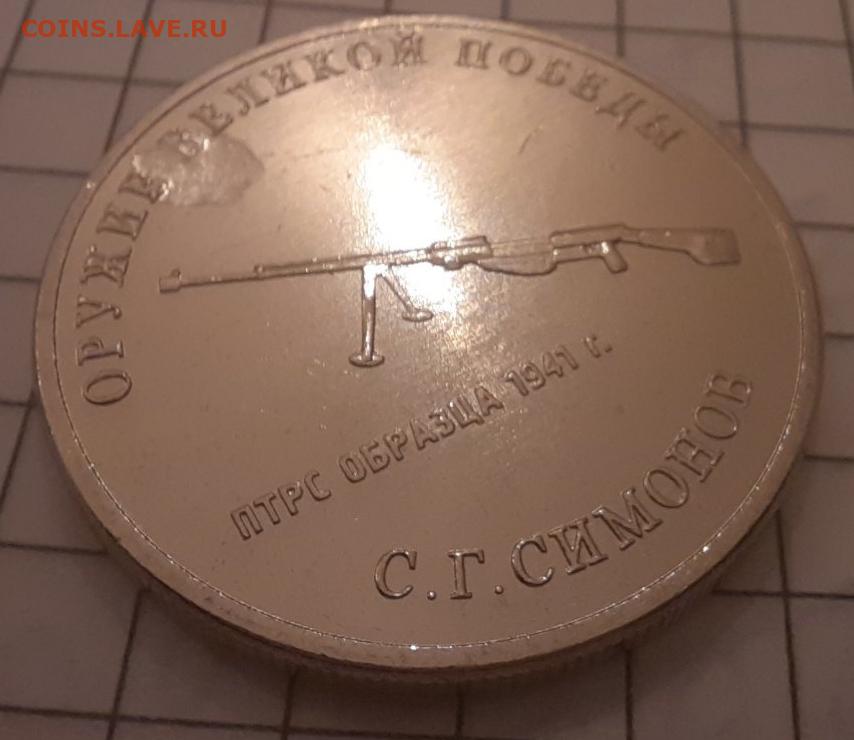 COINS.LAVE.RU
ОРУЖИЕ ВЕЛИКОЙ ПОБЕДЫ
ПТРС ОБРАЗЦА 1941 г.
С.Г.СИМОНОВ